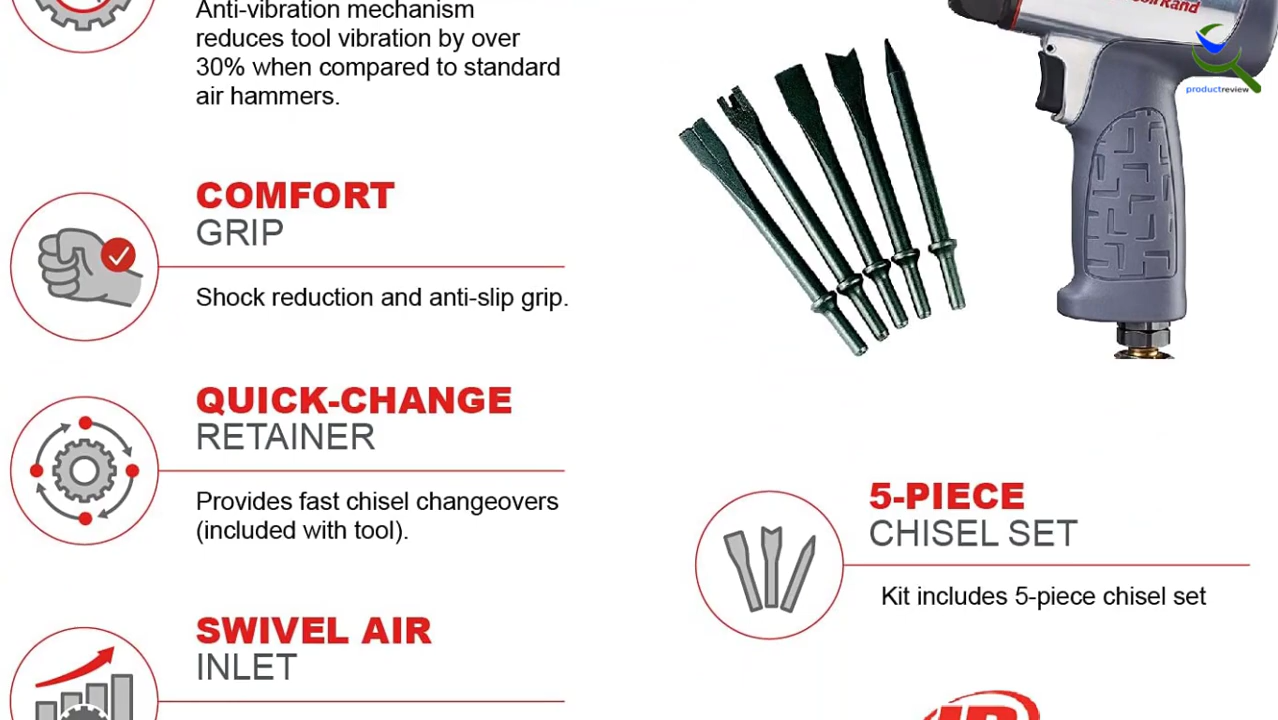 Anti-vibration mechanism
reduces tool vibration by over
30% when compared to standard
air hammers.
COMFORT
GRIP
Shock reduction and anti-slip grip.
QUICK-CHANGE
RETAINER
Provides fast chisel changeovers
(included with tool).
SWIVEL AIR
INLET
Rand
productreview
5-PIECE
CHISEL SET
Kit includes 5-piece chisel set